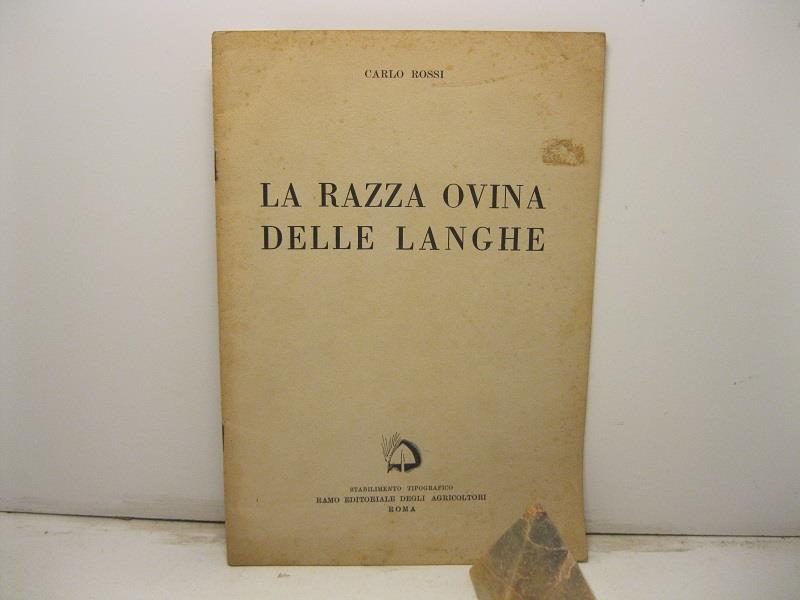 CARLO ROSSI
LA RAZZA OVINA
DELLE LANGHE
STABILIMENTO TIPOGRAFICO
RAMO EDITORIALE DEGLI AGRICOLTORI
ROMA